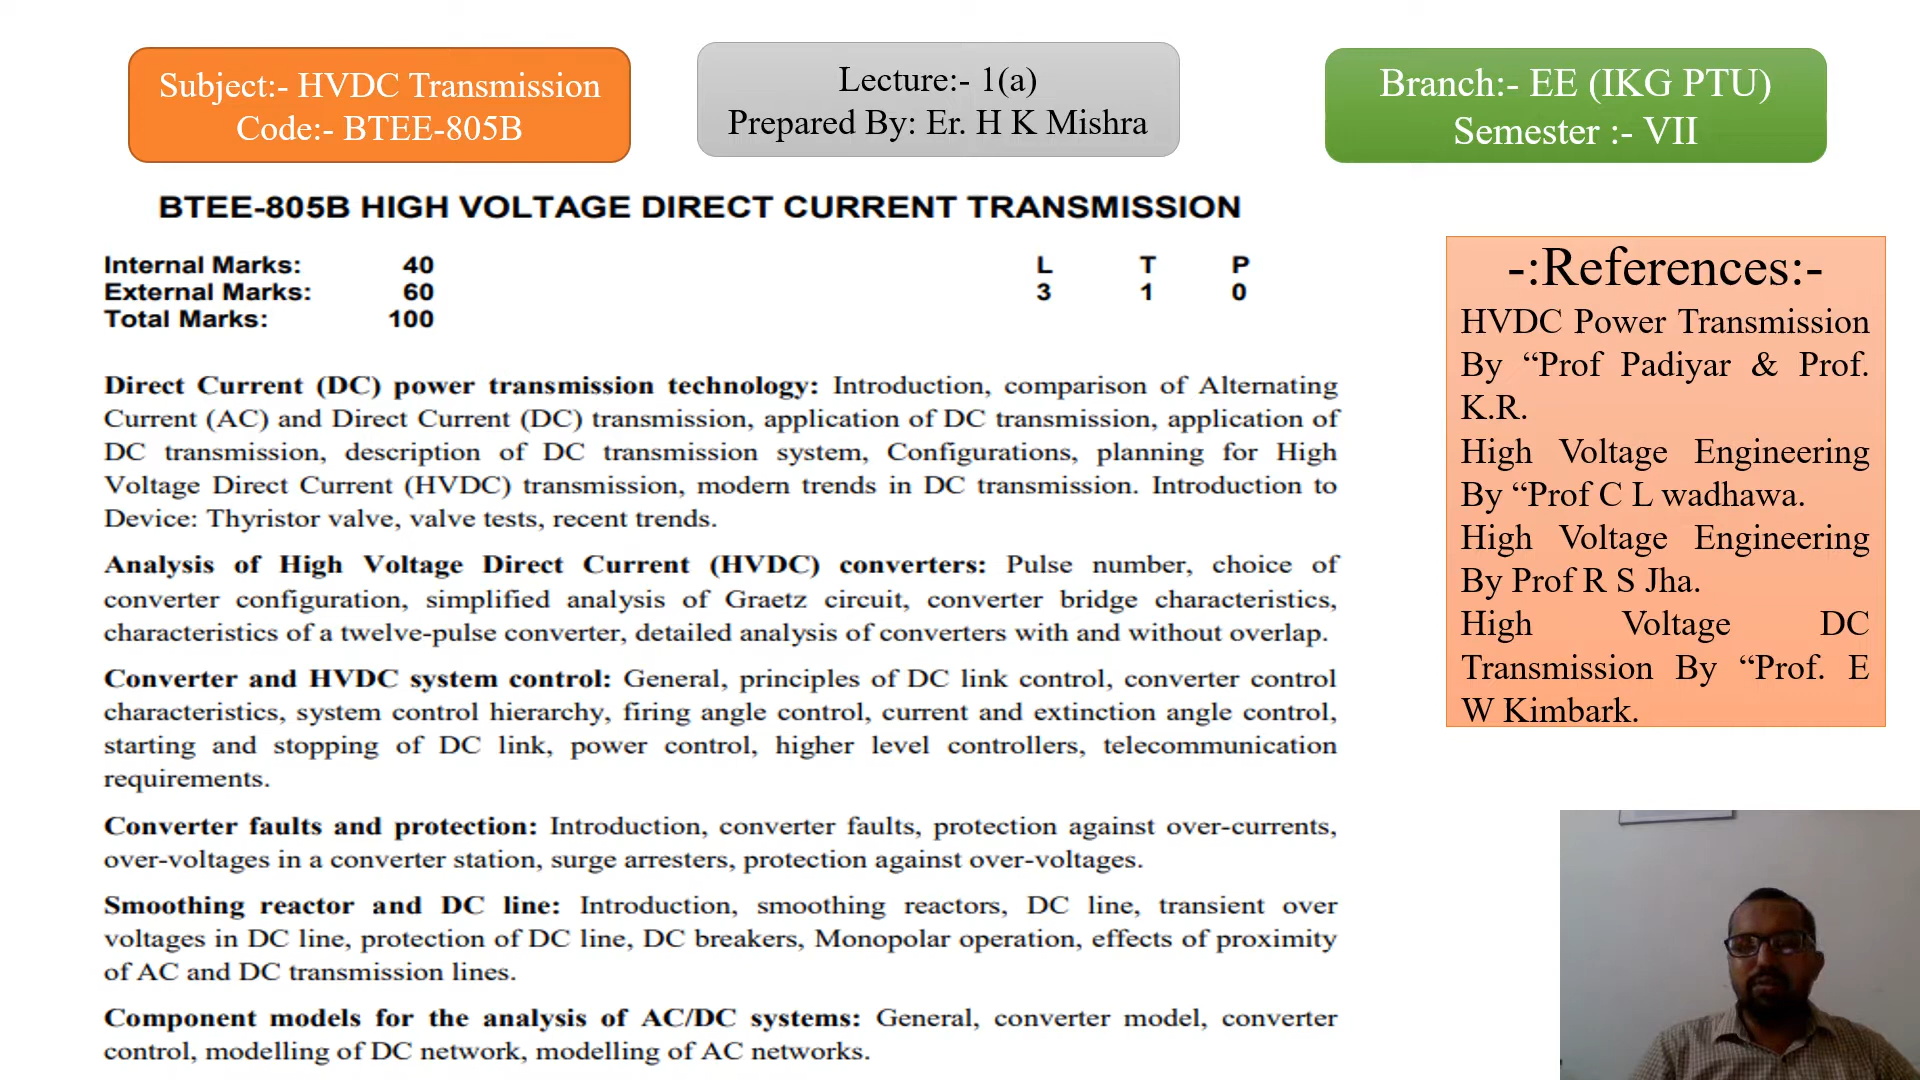 Subject:- HVDC Transmission
Code:- BTEE-805B
Lecture:- 1(a)
Prepared By: Er. H K Mishra
Branch:- EE (IKG PTU)
Semester :- VII
BTEE-805B HIGH VOLTAGE DIRECT CURRENT TRANSMISSION
Internal Marks: 40 L T P
External Marks: 60 3 1 0
Total Marks: 100
Direct Current (DC) power transmission technology: Introduction, comparison of Alternating
Current (AC) and Direct Current (DC) transmission, application of DC transmission, application of
DC transmission, description of DC transmission system, Configurations, planning for High
Voltage Direct Current (HVDC) transmission, modern trends in DC transmission. Introduction to
Device: Thyristor valve, valve tests, recent trends.
Analysis of High Voltage Direct Current (HVDC) converters: Pulse number, choice of
converter configuration, simplified analysis of Graetz circuit, converter bridge characteristics,
characteristics of a twelve-pulse converter, detailed analysis of converters with and without overlap.
Converter and HVDC system control: General, principles of DC link control, converter control
characteristics, system control hierarchy, firing angle control, current and extinction angle control,
starting and stopping of DC link, power control, higher level controllers, telecommunication
requirements.
Converter faults and protection: Introduction, converter faults, protection against over-currents,
over-voltages in a converter station, surge arresters, protection against over-voltages.
Smoothing reactor and DC line: Introduction, smoothing reactors, DC line, transient over
voltages in DC line, protection of DC line, DC breakers, Monopolar operation, effects of proximity
of AC and DC transmission lines.
Component models for the analysis of AC/DC systems: General, converter model, converter
control, modelling of DC network, modelling of AC networks.
-:References:-
HVDC Power Transmission
By “Prof Padiyar & Prof.
K.R.
High Voltage Engineering
By “Prof C L wadhawa.
High Voltage Engineering
By Prof R S Jha.
High Voltage DC
Transmission By “Prof. E
W Kimbark.